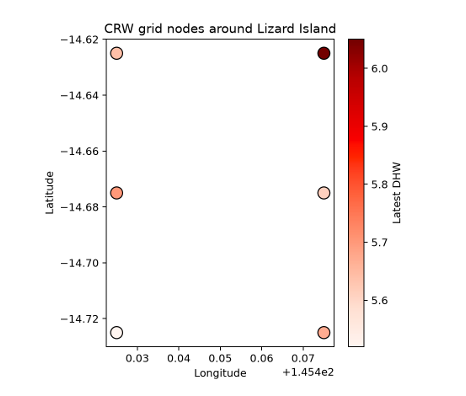 CRW grid nodes around Lizard Island
−14.62
−14.64
−14.66
−14.68
−14.70
−14.72
Latitude
0.03 0.04 0.05 0.06 0.07
Longitude
+1.454e2
6.0
5.9
5.8
5.7
5.6
Latest DHW